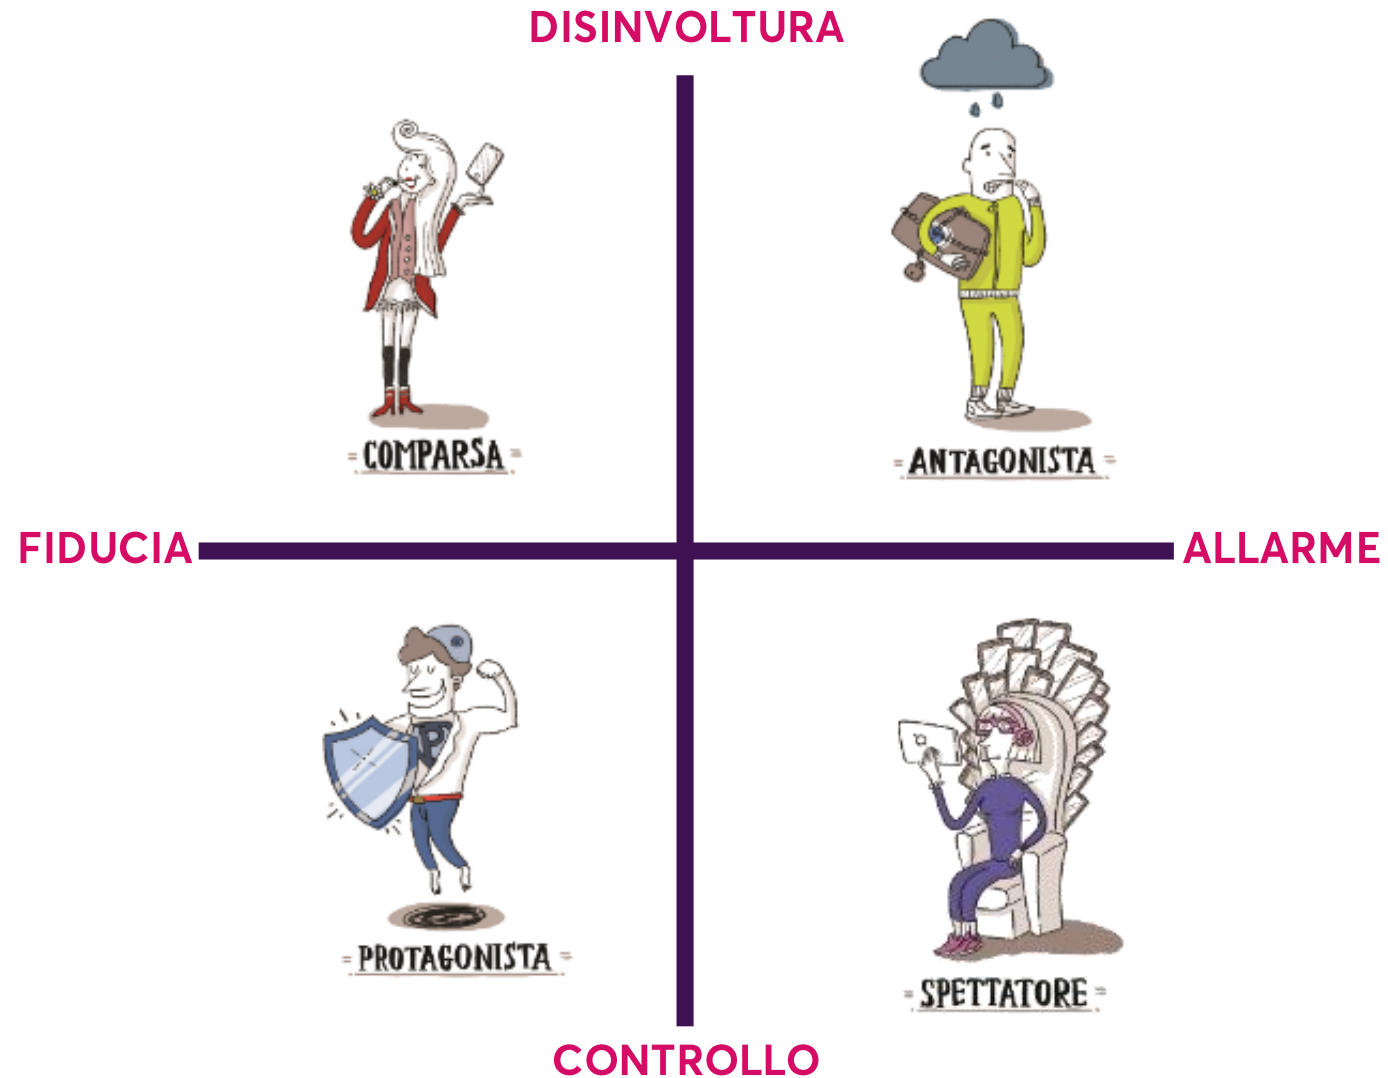 DISINVOLTURA
COMPARSA
ANTAGONISTA
FIDUCIA
ALLARME
P
PROTAGONISTA
SPETTATORE
CONTROLLO